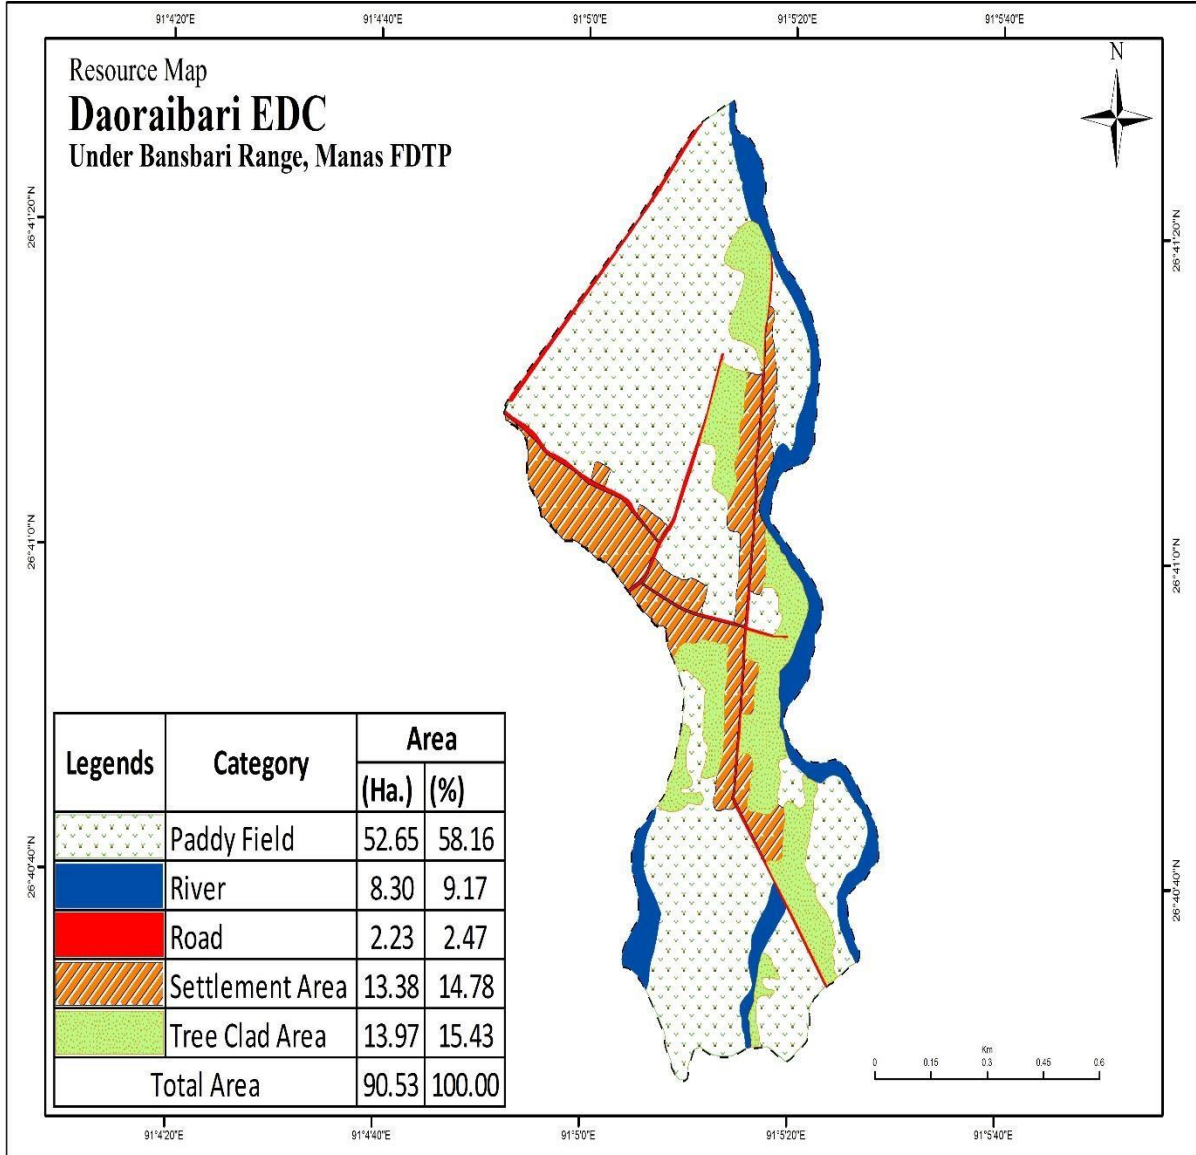 91°4'20"E 91°4'40"E 91°5'0"E 91°5'20"E 91°5'40"E
Resource Map
Daoraibari EDC
Under Bansbari Range, Manas FDTP
N
26°41'20"N 26°41'20"N
26°41'0"N 26°41'0"N
26°40'40"N 26°40'40"N
Legends Category Area
(Ha.) (%)
Paddy Field 52.65 58.16
River 8.30 9.17
Road 2.23 2.47
Settlement Area 13.38 14.78
Tree Clad Area 13.97 15.43
Total Area 90.53 100.00
Km
0 0.15 0.3 0.45 0.6
91°4'20"E 91°4'40"E 91°5'0"E 91°5'20"E 91°5'40"E